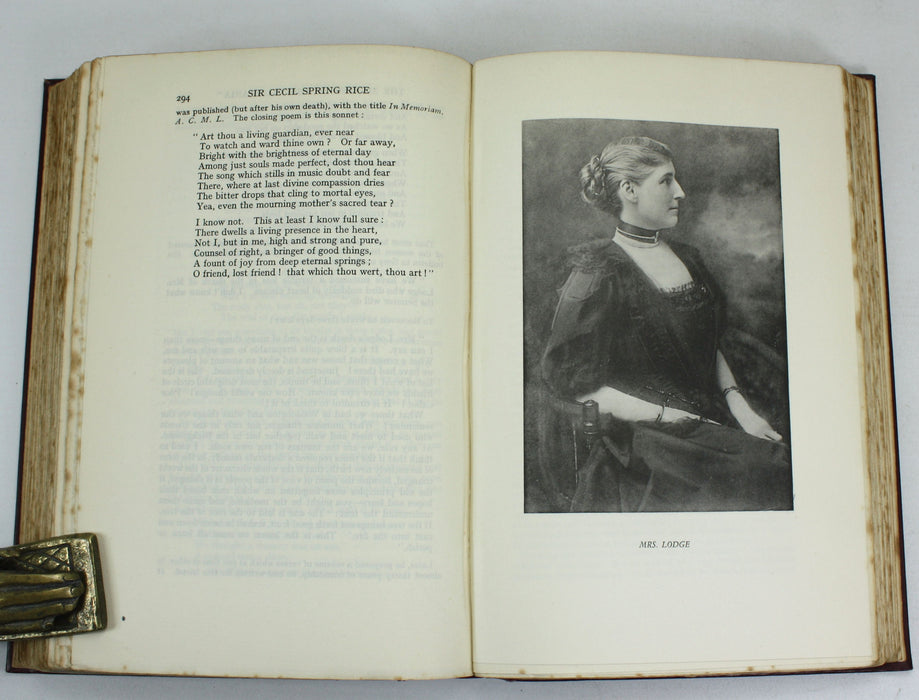 294 SIR CECIL SPRING RICE
was published (but after his own death), with the title In Memoriam,
A. C. M. L. The closing poem is this sonnet :
“ Art thou a living guardian, ever near
To watch and ward thine own ? Or far away,
Bright with the brightness of eternal day
Among just souls made perfect, dost thou hear
The song which stills in music doubt and fear
There, where at last divine compassion dries
The bitter drops that cling to mortal eyes,
Yea, even the mourning mother’s sacred tear ?
I know not. This at least I know full sure :
There dwells a living presence in the heart,
Not I, but in me, high and strong and pure,
Counsel of right, a bringer of good things,
A fount of joy from deep eternal springs ;
O friend, lost friend ! that which thou wert, thou art ! ”
MRS. LODGE